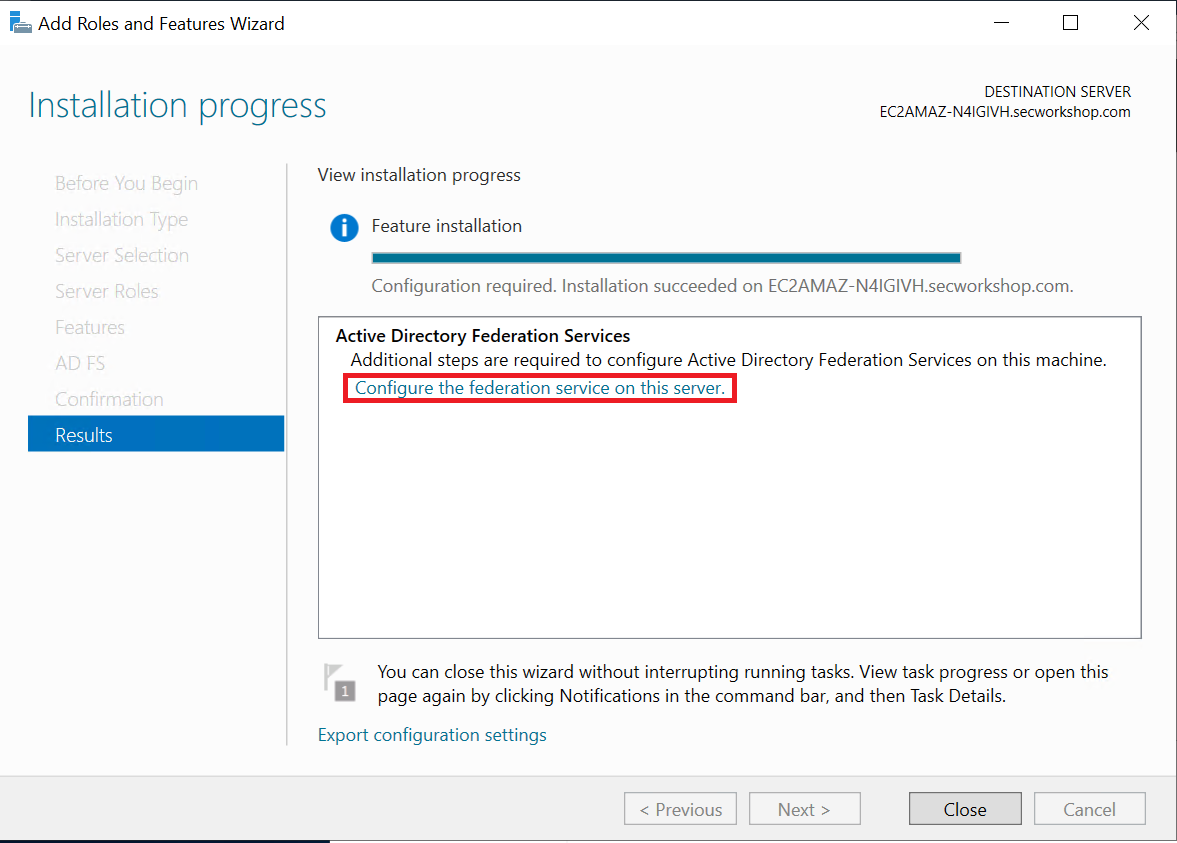 Add Roles and Features Wizard
Installation progress
DESTINATION SERVER
EC2AMAZ-N4IGIVH.secworkshop.com
Before You Begin
Installation Type
Server Selection
Server Roles
Features
AD FS
Confirmation
Results
View installation progress
Feature installation
Configuration required. Installation succeeded on EC2AMAZ-N4IGIVH.secworkshop.com.
Active Directory Federation Services
Additional steps are required to configure Active Directory Federation Services on this machine.
Configure the federation service on this server.
1
You can close this wizard without interrupting running tasks. View task progress or open this
page again by clicking Notifications in the command bar, and then Task Details.
Export configuration settings
< Previous
Next >
Close
Cancel